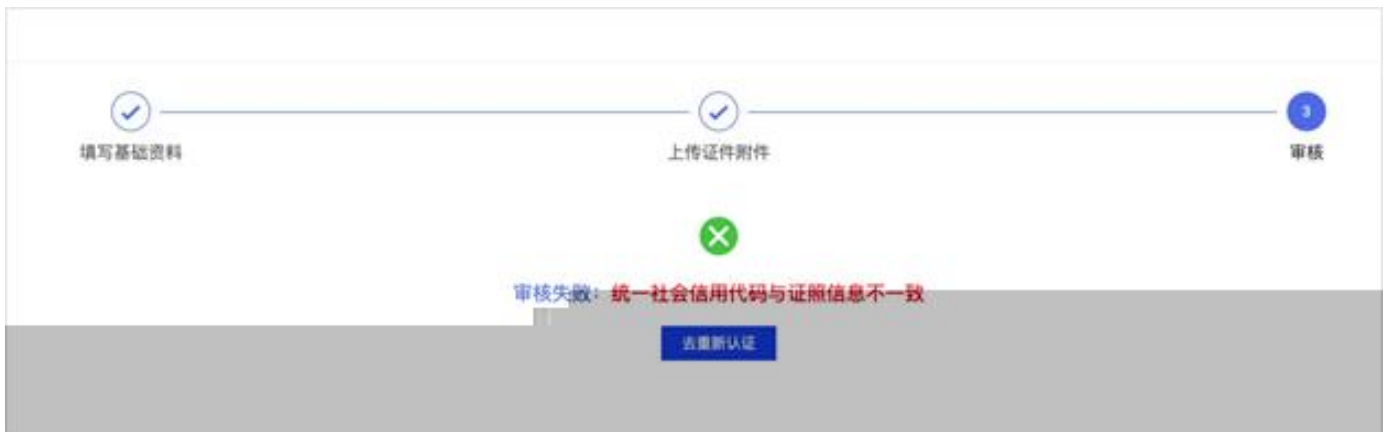 3
填写基础资料
上传证件附件
审核
审核失败：统一社会信用代码与证照信息不一致
去重新认证